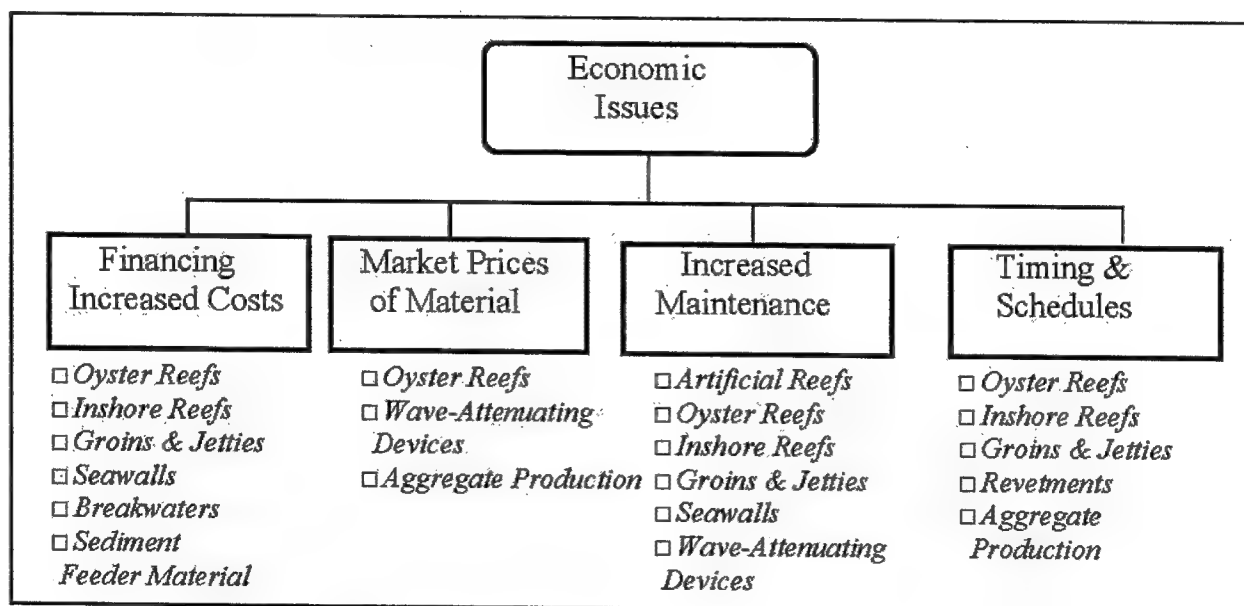 Economic
Issues
Financing
Increased Costs
□ Oyster Reefs
□ Inshore Reefs
□ Groins & Jetties
□ Seawalls
□ Breakwaters
□ Sediment
Feeder Material
Market Prices
of Material
□ Oyster Reefs
□ Wave-Attenuating
Devices
□ Aggregate Production
Increased
Maintenance
□ Artificial Reefs
□ Oyster Reefs
□ Inshore Reefs
□ Groins & Jetties
□ Seawalls
□ Wave-Attenuating
Devices
Timing &
Schedules
□ Oyster Reefs
□ Inshore Reefs
□ Groins & Jetties
□ Revetments
□ Aggregate
Production